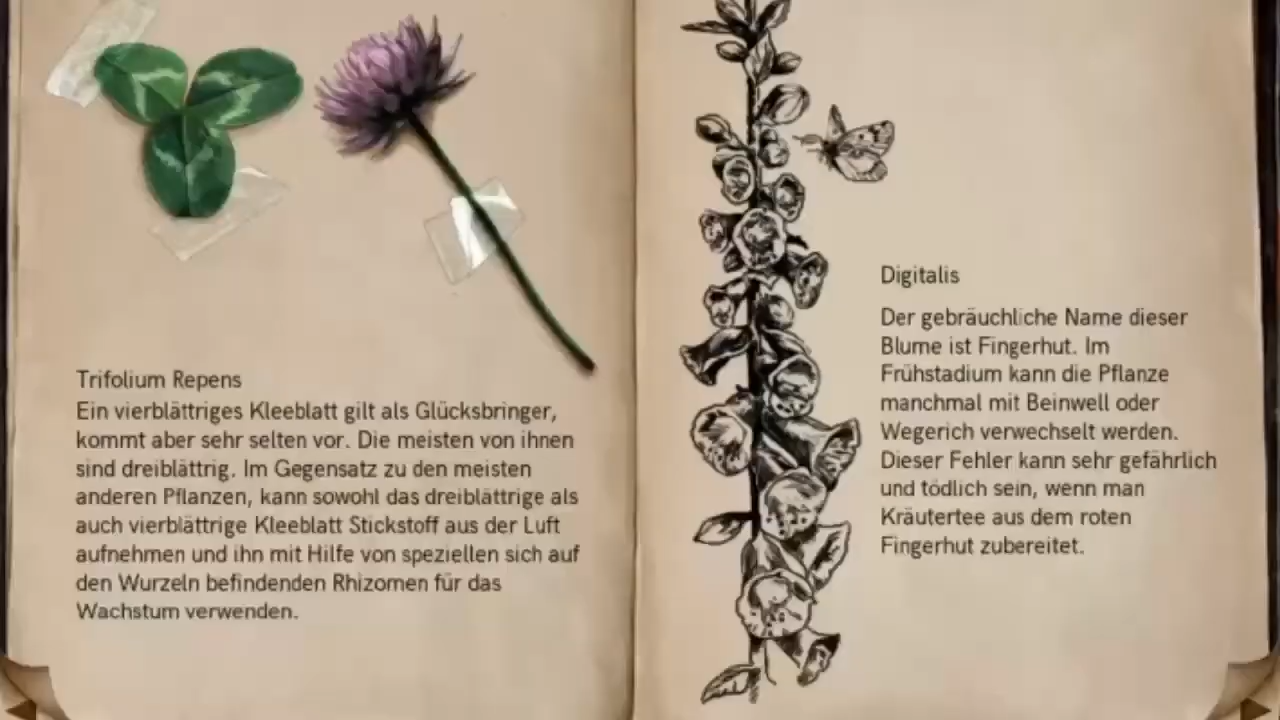 Trifolium Repens
Ein vierblättriges Kleeblatt gilt als Glücksbringer,
kommt aber sehr selten vor. Die meisten von ihnen
sind dreiblättrig. Im Gegensatz zu den meisten
anderen Pflanzen, kann sowohl das dreiblättrige als
auch vierblättrige Kleeblatt Stickstoff aus der Luft
aufnehmen und ihn mit Hilfe von speziellen sich auf
den Wurzeln befindenden Rhizomen für das
Wachstum verwenden.
Digitalis
Der gebräuchliche Name dieser
Blume ist Fingerhut. Im
Frühstadium kann die Pflanze
manchmal mit Beinwell oder
Wegerich verwechselt werden.
Dieser Fehler kann sehr gefährlich
und tödlich sein, wenn man
Kräutertee aus dem roten
Fingerhut zubereitet.